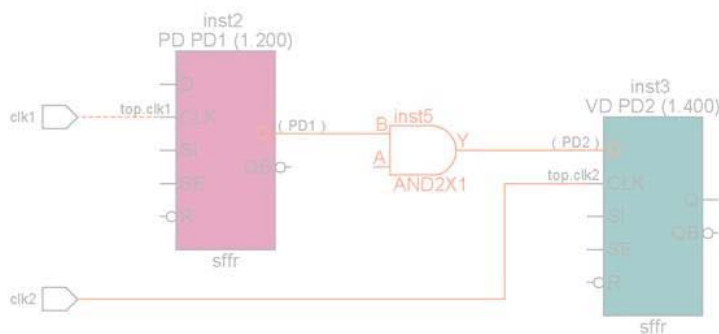 inst2
PD PD1 (1.200)
D
clk1
top.clk1
CLK
SI
SE
R
Q
QB
sffr
( PD1 )
B
A
inst5
Y
AND2X1
inst3
VD PD2 (1.400)
( PD2 )
D
top.clk2
CLK
SI
SE
R
Q
QB
sffr
clk2